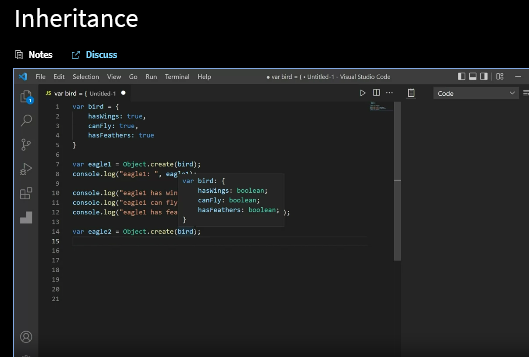 Inheritance
Notes
Discuss
File Edit Selection View Go Run Terminal Help
• var bird = { • Untitled-1 - Visual Studio Code
JS var bird = { Untitled-1 ●
Code
1 var bird = {
2 hasWings: true,
3 canFly: true,
4 hasFeathers: true
5 }
6
7 var eagle1 = Object.create(bird);
8 console.log("eagle1: ", eagle1);
9
10 console.log("eagle1 has win
11 console.log("eagle1 can fly
12 console.log("eagle1 has fea );
13
14 var eagle2 = Object.create(bird);
15
16
17
18
19
20
21
var bird: {
hasWings: boolean;
canFly: boolean;
hasFeathers: boolean;
}
1